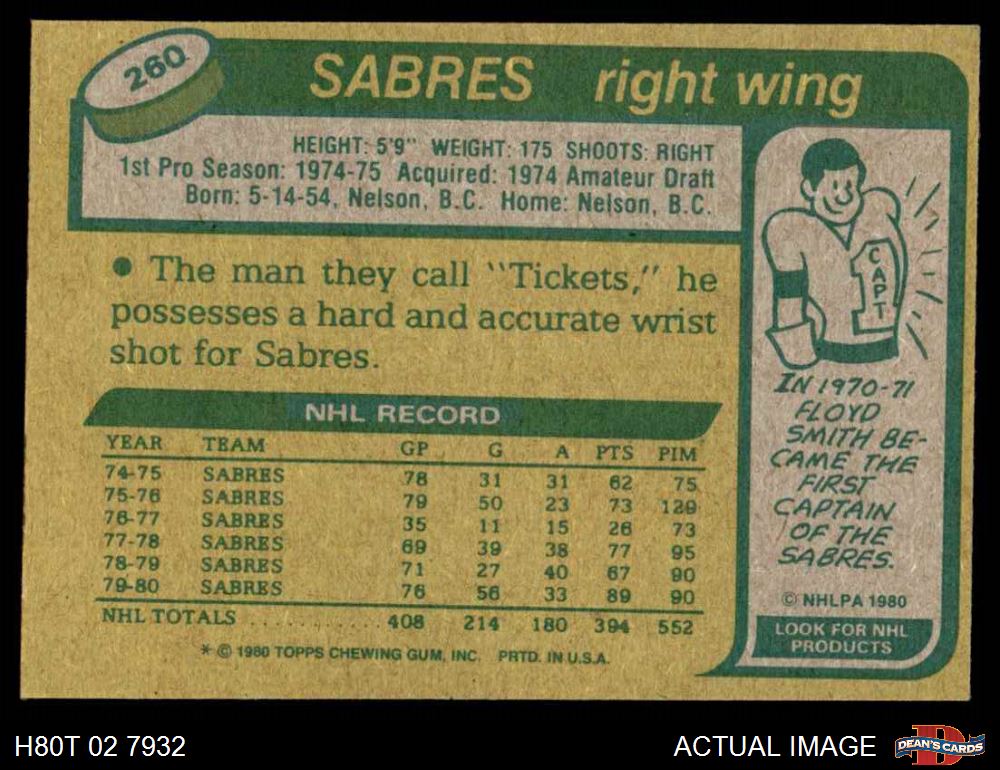 260
SABRES right wing
HEIGHT: 5'9" WEIGHT: 175 SHOOTS: RIGHT
1st Pro Season: 1974-75 Acquired: 1974 Amateur Draft
Born: 5-14-54, Nelson, B.C. Home: Nelson, B.C.
• The man they call "Tickets," he
possesses a hard and accurate wrist
shot for Sabres.
NHL RECORD
YEAR TEAM GP G A PTS PIM
74-75 SABRES 78 31 31 62 75
75-76 SABRES 79 50 23 73 129
76-77 SABRES 35 11 15 26 73
77-78 SABRES 69 39 38 77 95
78-79 SABRES 71 27 40 67 90
79-80 SABRES 76 56 33 89 90
NHL TOTALS ............ 408 214 180 394 552
* © 1980 TOPPS CHEWING GUM, INC. PRTD. IN U.S.A.
CAPT
1
IN 1970-71
FLOYD
SMITH BE-
CAME THE
FIRST
CAPTAIN
OF THE
SABRES.
© NHLPA 1980
LOOK FOR NHL
PRODUCTS
H80T 02 7932
ACTUAL IMAGE
D
DEAN'S CARDS